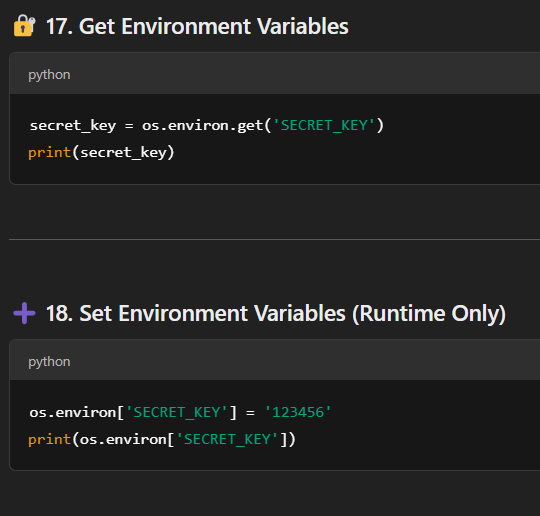 🔐 17. Get Environment Variables
python
secret_key = os.environ.get('SECRET_KEY')
print(secret_key)
➕ 18. Set Environment Variables (Runtime Only)
python
os.environ['SECRET_KEY'] = '123456'
print(os.environ['SECRET_KEY'])